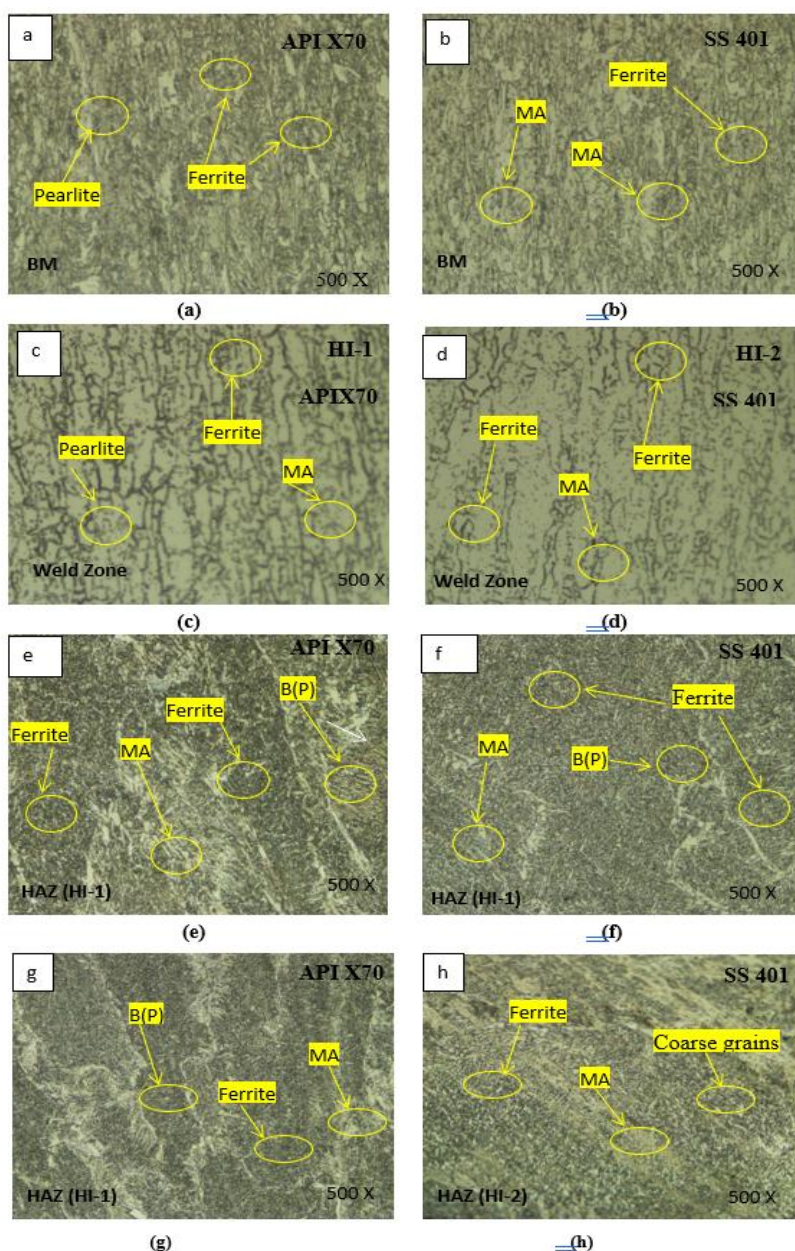 a
API X70
Pearlite
Ferrite
BM
500 X
(a)
b
SS 401
Ferrite
MA
MA
BM
500 X
(b)
c
HI-1
APIX70
Ferrite
Pearlite
MA
Weld Zone
500 X
(c)
d
HI-2
SS 401
Ferrite
Ferrite
MA
Weld Zone
500 X
(d)
e
API X70
B(P)
Ferrite
Ferrite
MA
HAZ (HI-1)
500 X
(e)
f
SS 401
Ferrite
MA
B(P)
HAZ (HI-1)
500 X
(f)
g
API X70
B(P)
MA
Ferrite
HAZ (HI-1)
500 X
(g)
h
SS 401
Ferrite
Coarse grains
MA
HAZ (HI-2)
500 X
(h)